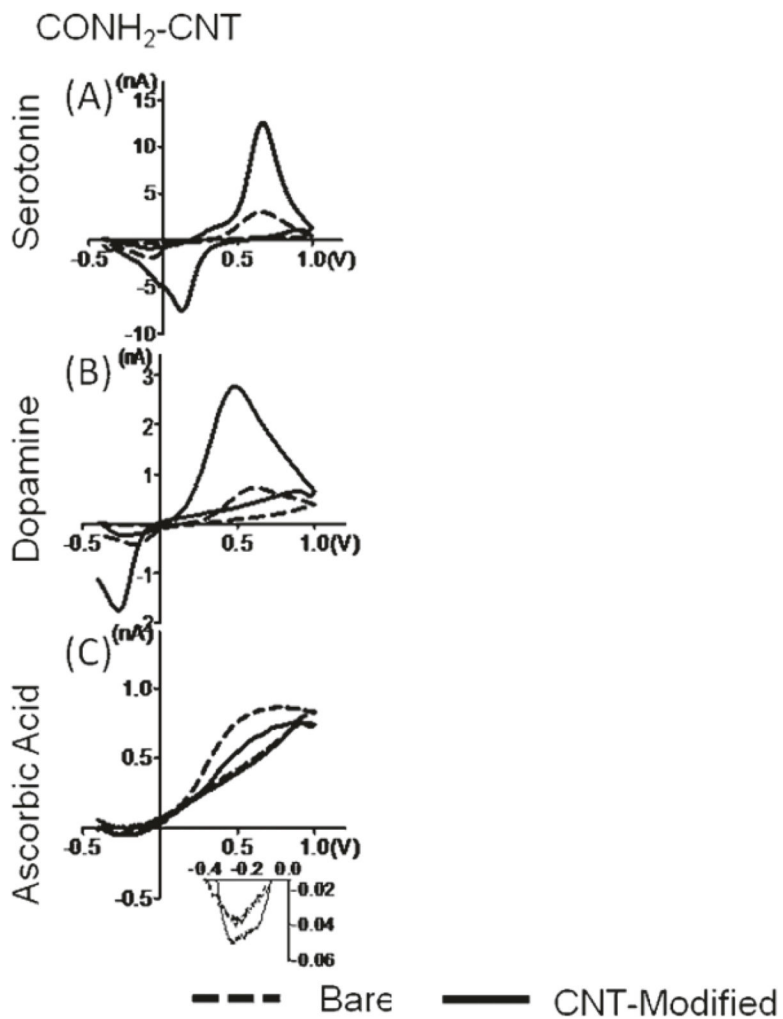 CONH₂-CNT
(A) (nA)
Serotonin
15
10
5
-0.5 0.5 1.0(V)
-5
-10
(B) (nA)
Dopamine
3
2
1
-0.5 0.5 1.0(V)
-1
2
(C) (nA)
Ascorbic Acid
1.0
0.5
-0.5 0.5 1.0(V)
-0.5
-0.4 -0.2 0.0
-0.02
-0.04
-0.06
Bare CNT-Modified